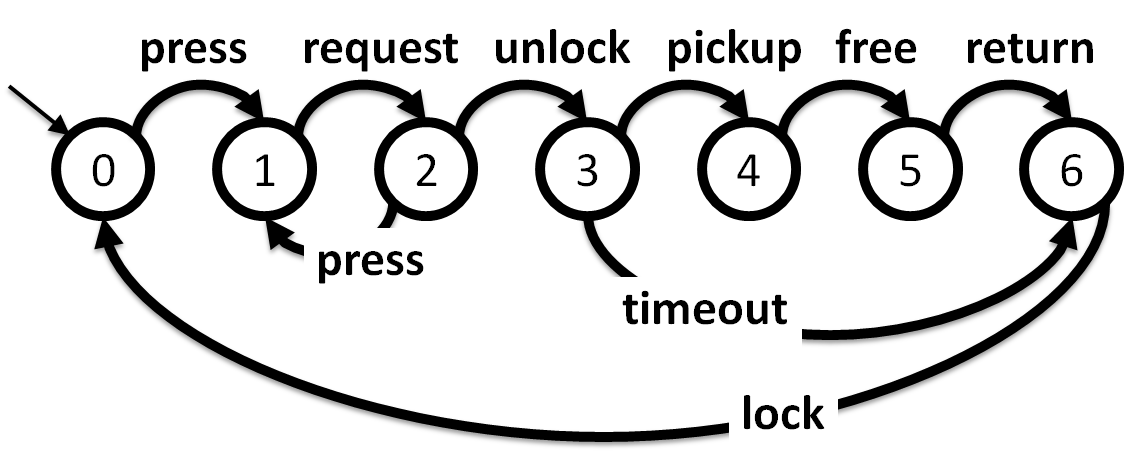 press request unlock pickup free return
0 1 2 3 4 5 6
press
timeout
lock